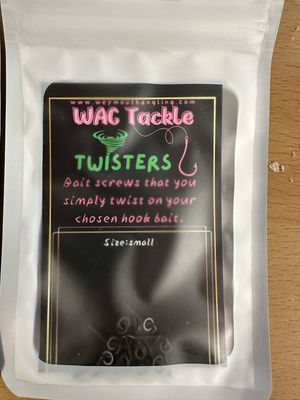 www.weymouthangling.com
WAC Tackle
TWISTERS
Bait screws that you
simply twist on your
chosen hook bait.
Size:small